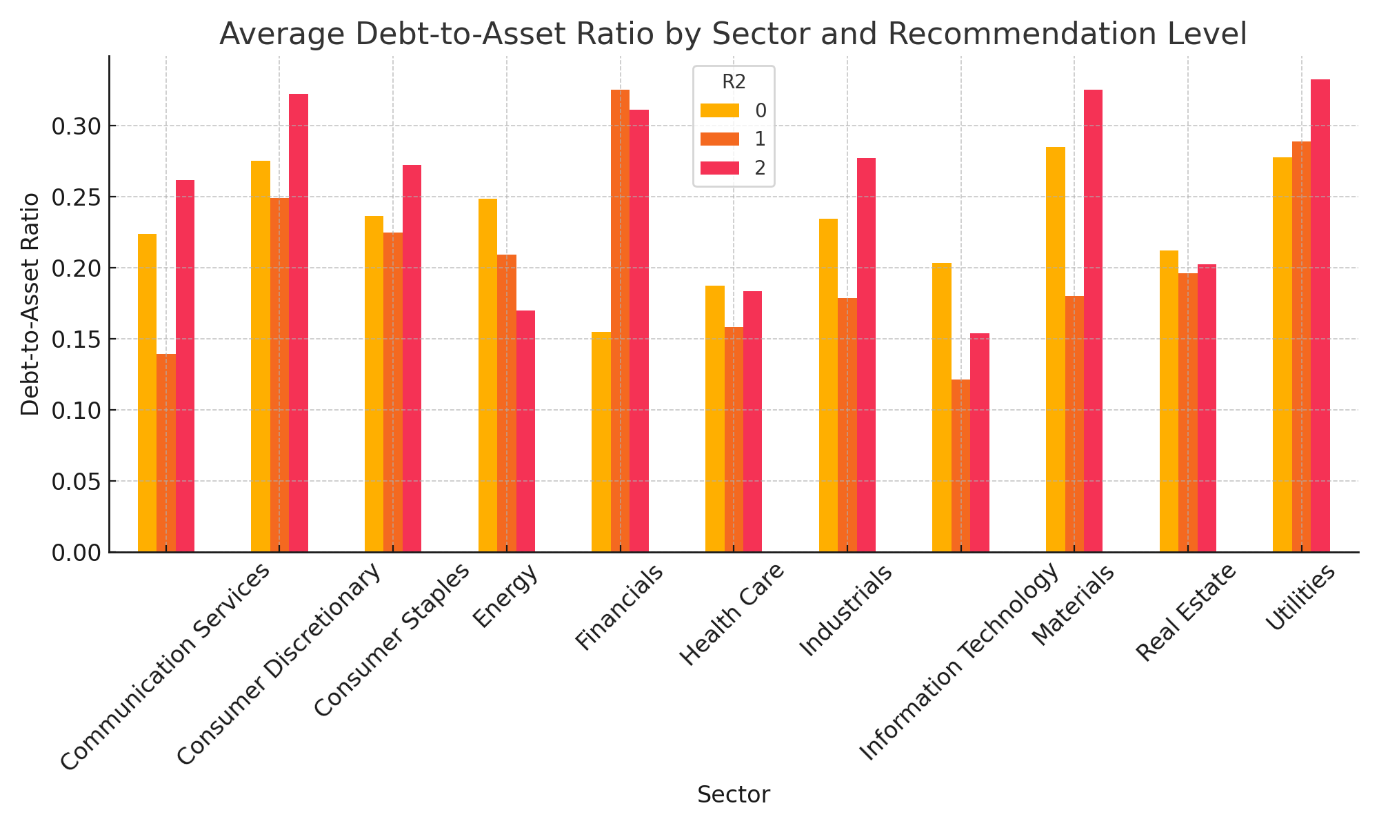 Average Debt-to-Asset Ratio by Sector and Recommendation Level
R2
0
1
2
Debt-to-Asset Ratio
0.30
0.25
0.20
0.15
0.10
0.05
0.00
Communication Services
Consumer Discretionary
Consumer Staples
Energy
Financials
Health Care
Industrials
Information Technology
Materials
Real Estate
Utilities
Sector